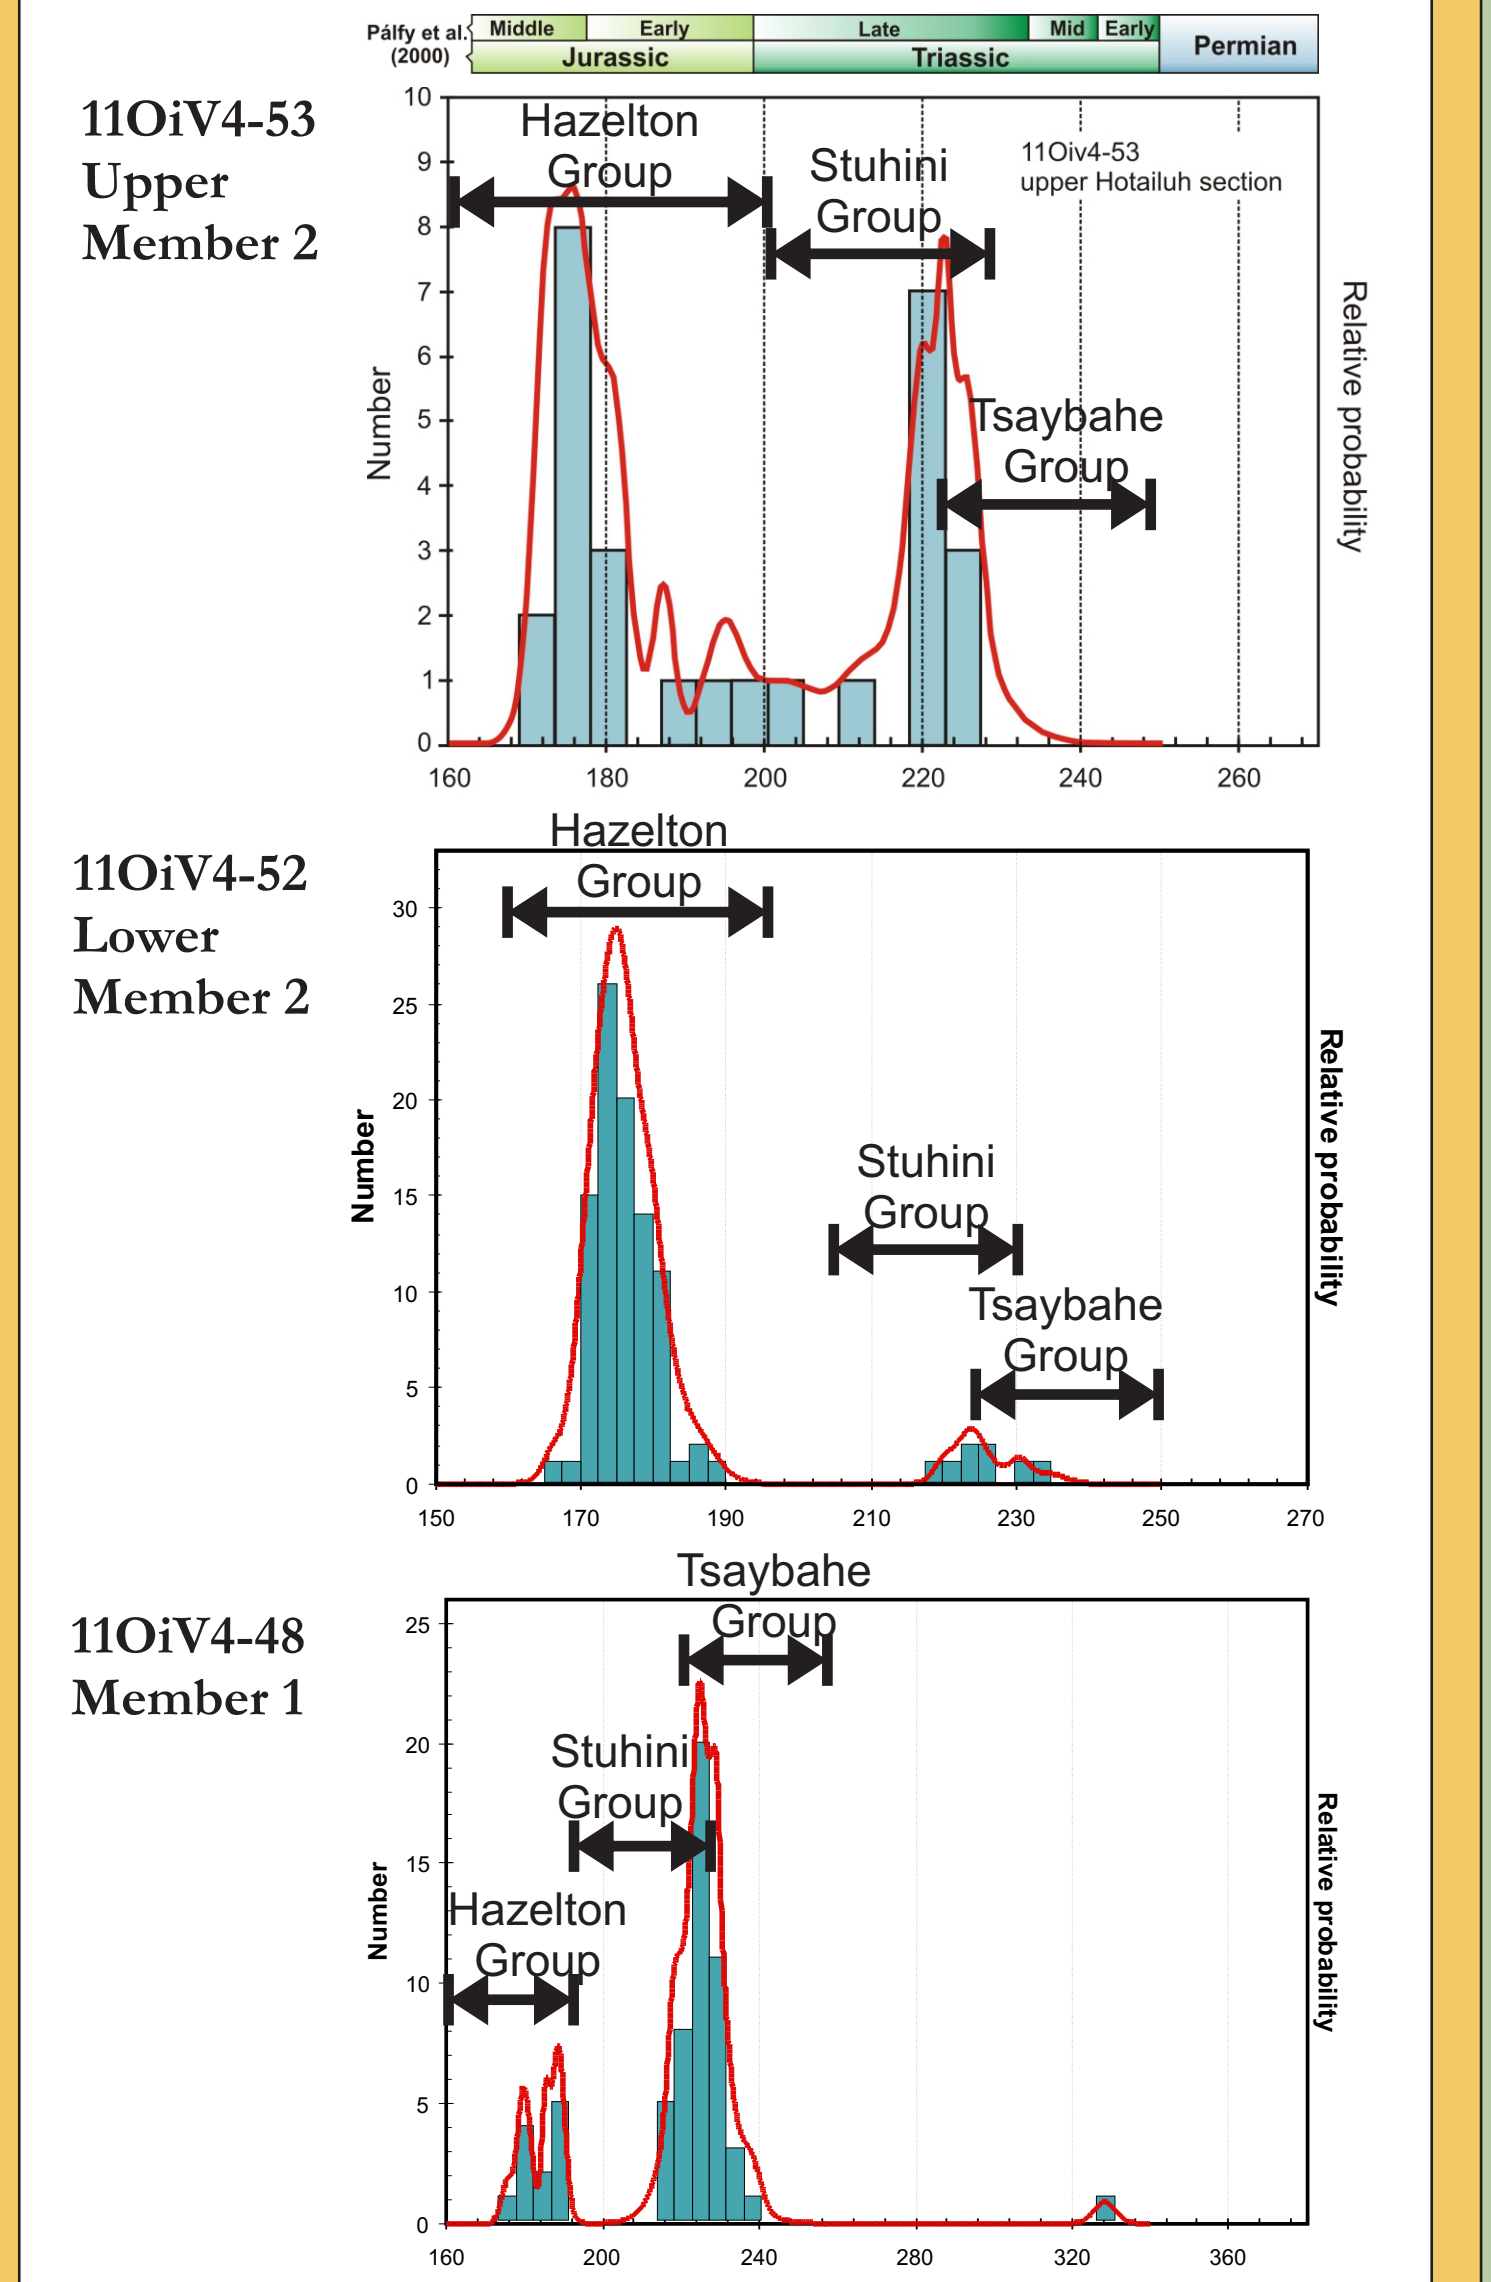 Pálfy et al.
(2000)
Middle Early Late Mid Early
Jurassic Triassic Permian
11OiV4-53
Upper
Member 2
Hazelton
Group
Stuhini
Group
11Oiv4-53
upper Hotailuh section
Tsaybahe
Group
Number
Relative probability
10
9
8
7
6
5
4
3
2
1
0
160 180 200 220 240 260
11OiV4-52
Lower
Member 2
Hazelton
Group
Stuhini
Group
Tsaybahe
Group
Number
Relative probability
30
25
20
15
10
5
0
150 170 190 210 230 250 270
11OiV4-48
Member 1
Tsaybahe
Group
Stuhini
Group
Hazelton
Group
Number
Relative probability
25
20
15
10
5
0
160 200 240 280 320 360